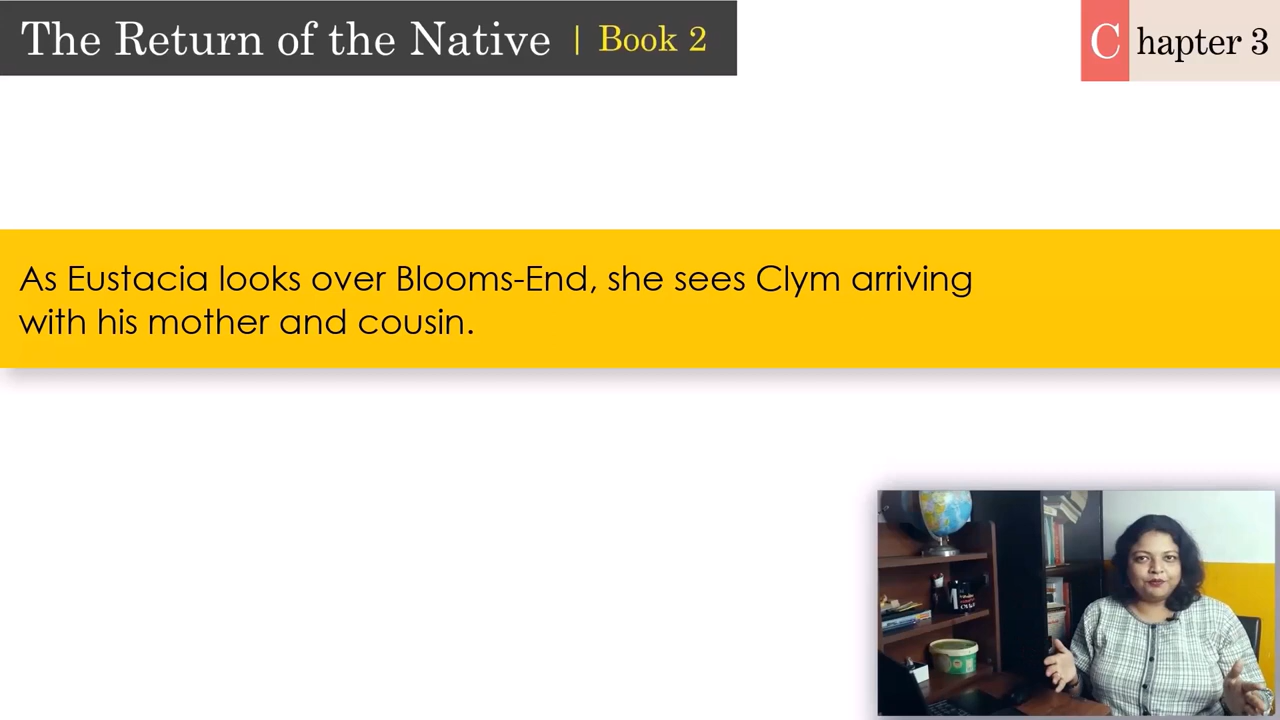 The Return of the Native | Book 2
Chapter 3
As Eustacia looks over Blooms-End, she sees Clym arriving
with his mother and cousin.